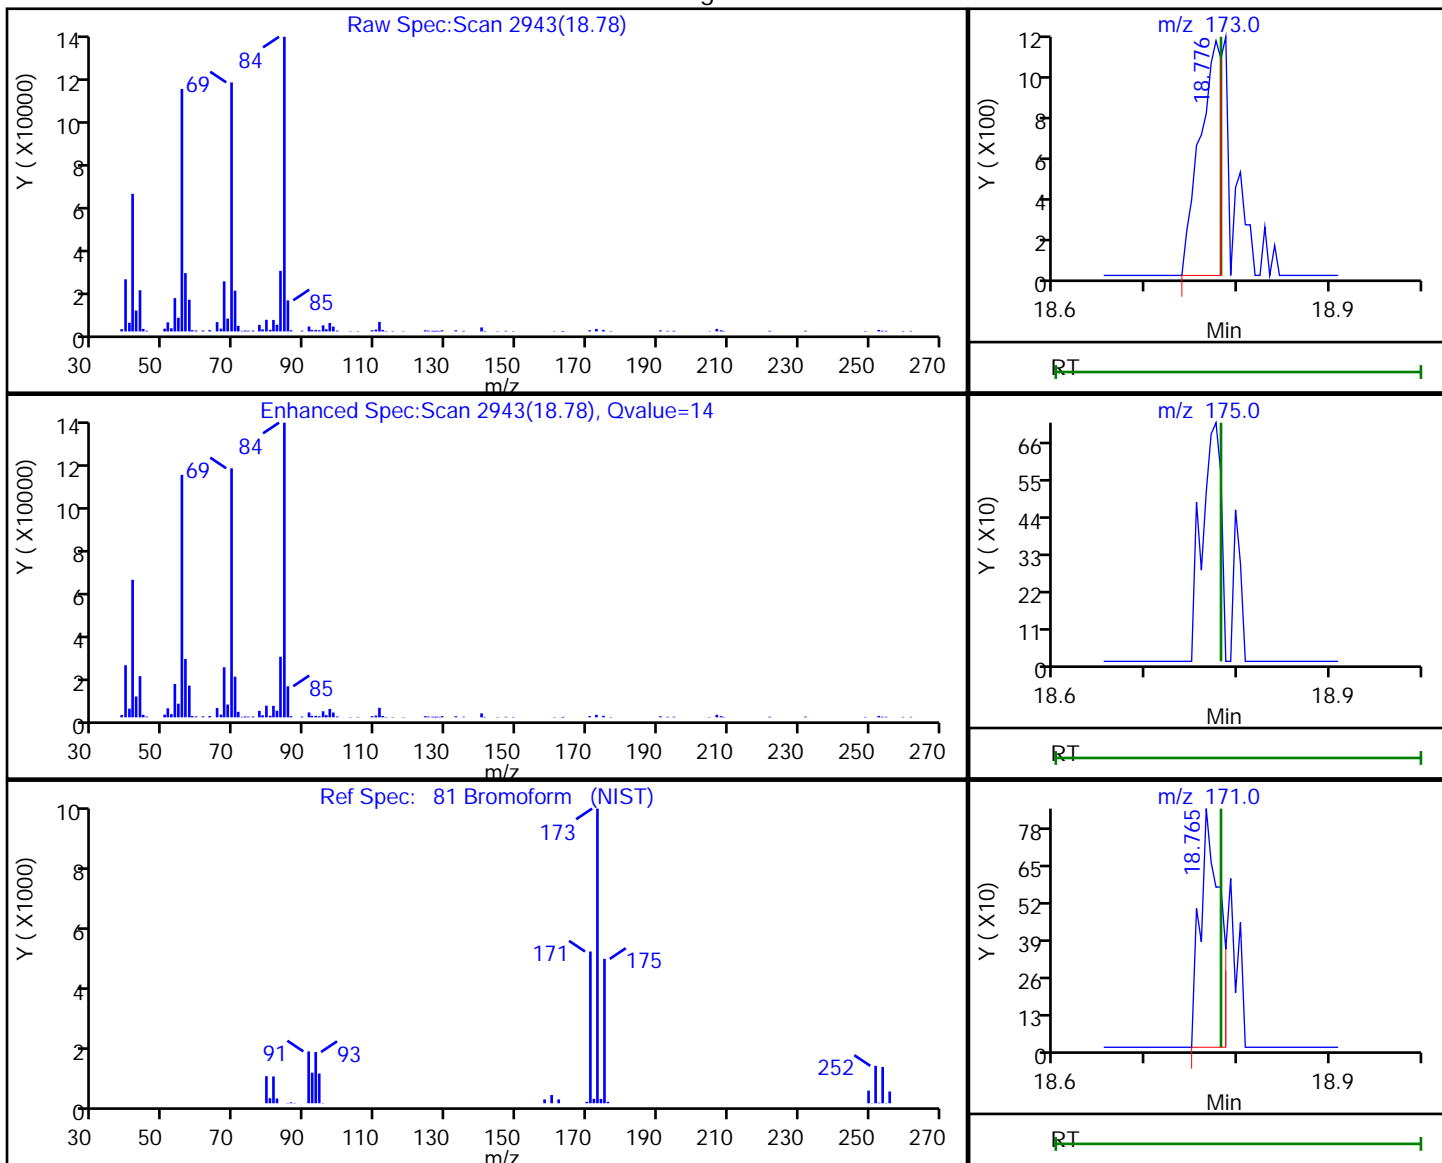 Raw Spec:Scan 2943(18.78)
14
12
10
8
6
4
2
0
Y ( X10000)
84
69
85
30 50 70 90 110 130 150 170 190 210 230 250 270
m/z
m/z 173.0
12
10
8
6
4
2
0
Y ( X100)
18.776
18.6 18.9
Min
RT
Enhanced Spec:Scan 2943(18.78), Qvalue=14
14
12
10
8
6
4
2
0
Y ( X10000)
84
69
85
30 50 70 90 110 130 150 170 190 210 230 250 270
m/z
m/z 175.0
66
55
44
33
22
11
0
Y ( X10)
18.6 18.9
Min
RT
Ref Spec: 81 Bromoform (NIST)
10
8
6
4
2
0
Y ( X1000)
173
171
175
91
93
252
30 50 70 90 110 130 150 170 190 210 230 250 270
m/z
m/z 171.0
78
65
52
39
26
13
0
Y ( X10)
18.765
18.6 18.9
Min
RT